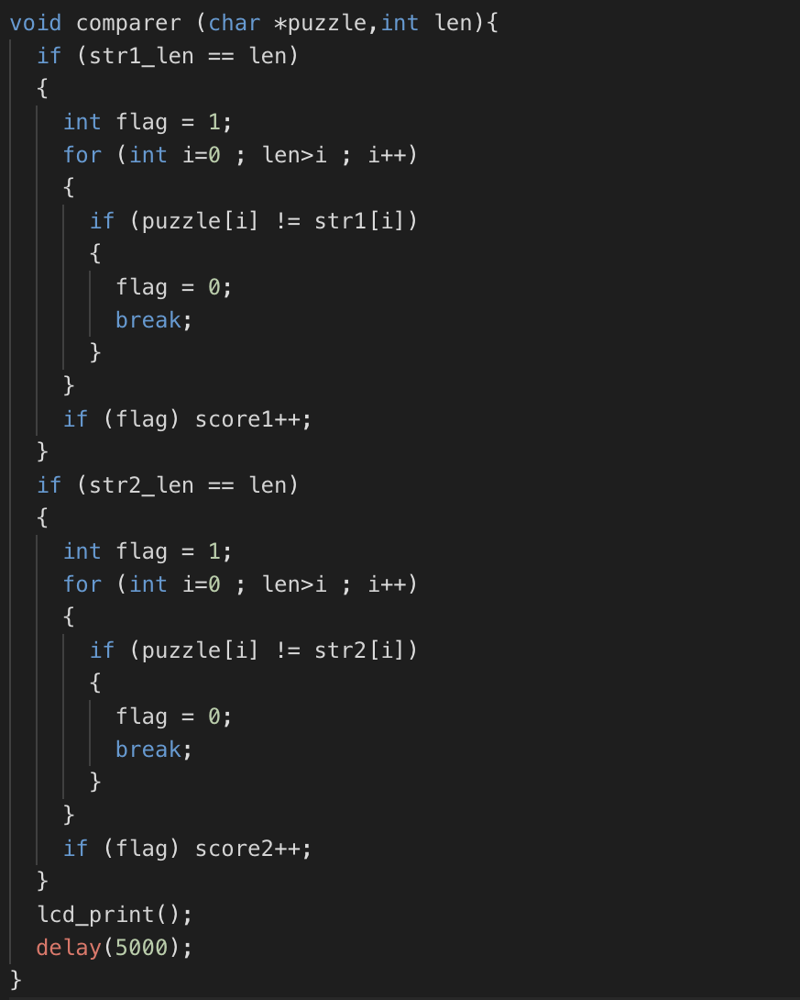 void comparer (char *puzzle,int len){
  if (str1_len == len)
  {
    int flag = 1;
    for (int i=0 ; len>i ; i++)
    {
      if (puzzle[i] != str1[i])
      {
        flag = 0;
        break;
      }
    }
    if (flag) score1++;
  }
  if (str2_len == len)
  {
    int flag = 1;
    for (int i=0 ; len>i ; i++)
    {
      if (puzzle[i] != str2[i])
      {
        flag = 0;
        break;
      }
    }
    if (flag) score2++;
  }
  lcd_print();
  delay(5000);
}